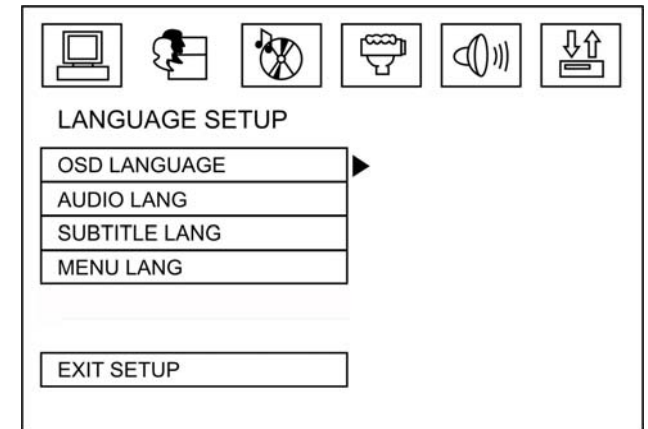 LANGUAGE SETUP
OSD LANGUAGE
AUDIO LANG
SUBTITLE LANG
MENU LANG
EXIT SETUP